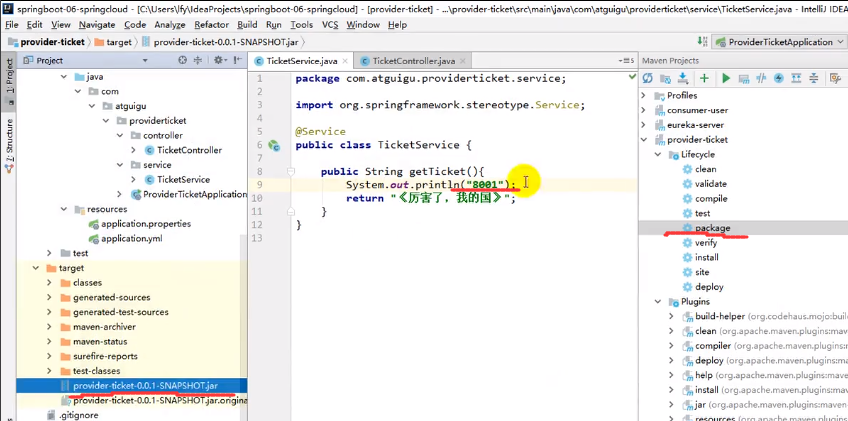 springboot-06-springcloud - [C:\Users\lfy\IdeaProjects\springboot-06-springcloud] - [provider-ticket] - ...\provider-ticket\src\main\java\com\atguigu\providerticket\service\TicketService.java - IntelliJ IDEA
File Edit View Navigate Code Analyze Refactor Build Run Tools VCS Window Help
provider-ticket target provider-ticket-0.0.1-SNAPSHOT.jar ProviderTicketApplication
Project TicketService.java TicketController.java Maven Projects
1: Project
7: Structure
java
com
atguigu
providerticket
controller
TicketController
service
TicketService
ProviderTicketApplication
resources
application.properties
application.yml
test
target
classes
generated-sources
generated-test-sources
maven-archiver
maven-status
surefire-reports
test-classes
provider-ticket-0.0.1-SNAPSHOT.jar
provider-ticket-0.0.1-SNAPSHOT.jar.origina
.gitignore
1 package com.atguigu.providerticket.service;
2
3 import org.springframework.stereotype.Service;
4
5 @Service
6 public class TicketService {
7
8 public String getTicket(){
9 System.out.println("8001");
10 return "《厉害了，我的国》";
11 }
12 }
13
Profiles
consumer-user
eureka-server
provider-ticket
Lifecycle
clean
validate
compile
test
package
verify
install
site
deploy
Plugins
build-helper (org.codehaus.mojo:build
clean (org.apache.maven.plugins:mav
compiler (org.apache.maven.plugins:
deploy (org.apache.maven.plugins:m
help (org.apache.maven.plugins:mav
install (org.apache.maven.plugins:ma
jar (org.apache.maven.plugins:maven
resources (org.apache.maven.plugins